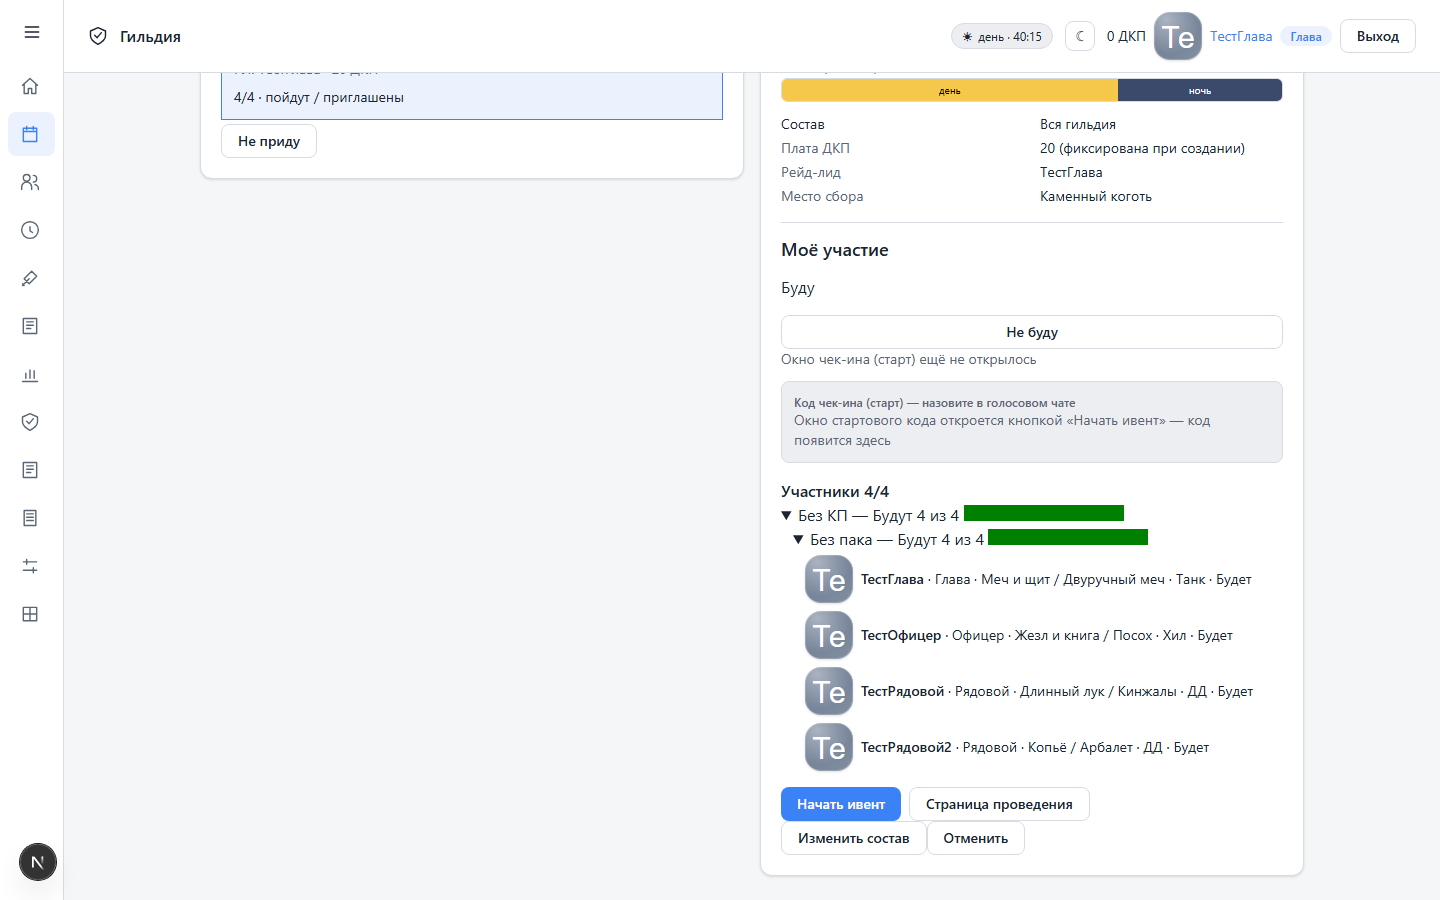 Гильдия
☀ день · 40:15
☾
0 ДКП
Te
ТестГлава
Глава
Выход
4/4 · пойдут / приглашены
Не приду
день
ночь
Состав
Вся гильдия
Плата ДКП
20 (фиксирована при создании)
Рейд-лид
ТестГлава
Место сбора
Каменный коготь
Моё участие
Буду
Не буду
Окно чек-ина (старт) ещё не открылось
Код чек-ина (старт) — назовите в голосовом чате
Окно стартового кода откроется кнопкой «Начать ивент» — код
появится здесь
Участники 4/4
▼ Без КП — Будут 4 из 4
▼ Без пака — Будут 4 из 4
Te
ТестГлава · Глава · Меч и щит / Двуручный меч · Танк · Будет
Te
ТестОфицер · Офицер · Жезл и книга / Посох · Хил · Будет
Te
ТестРядовой · Рядовой · Длинный лук / Кинжалы · ДД · Будет
Te
ТестРядовой2 · Рядовой · Копьё / Арбалет · ДД · Будет
Начать ивент
Страница проведения
Изменить состав
Отменить
N